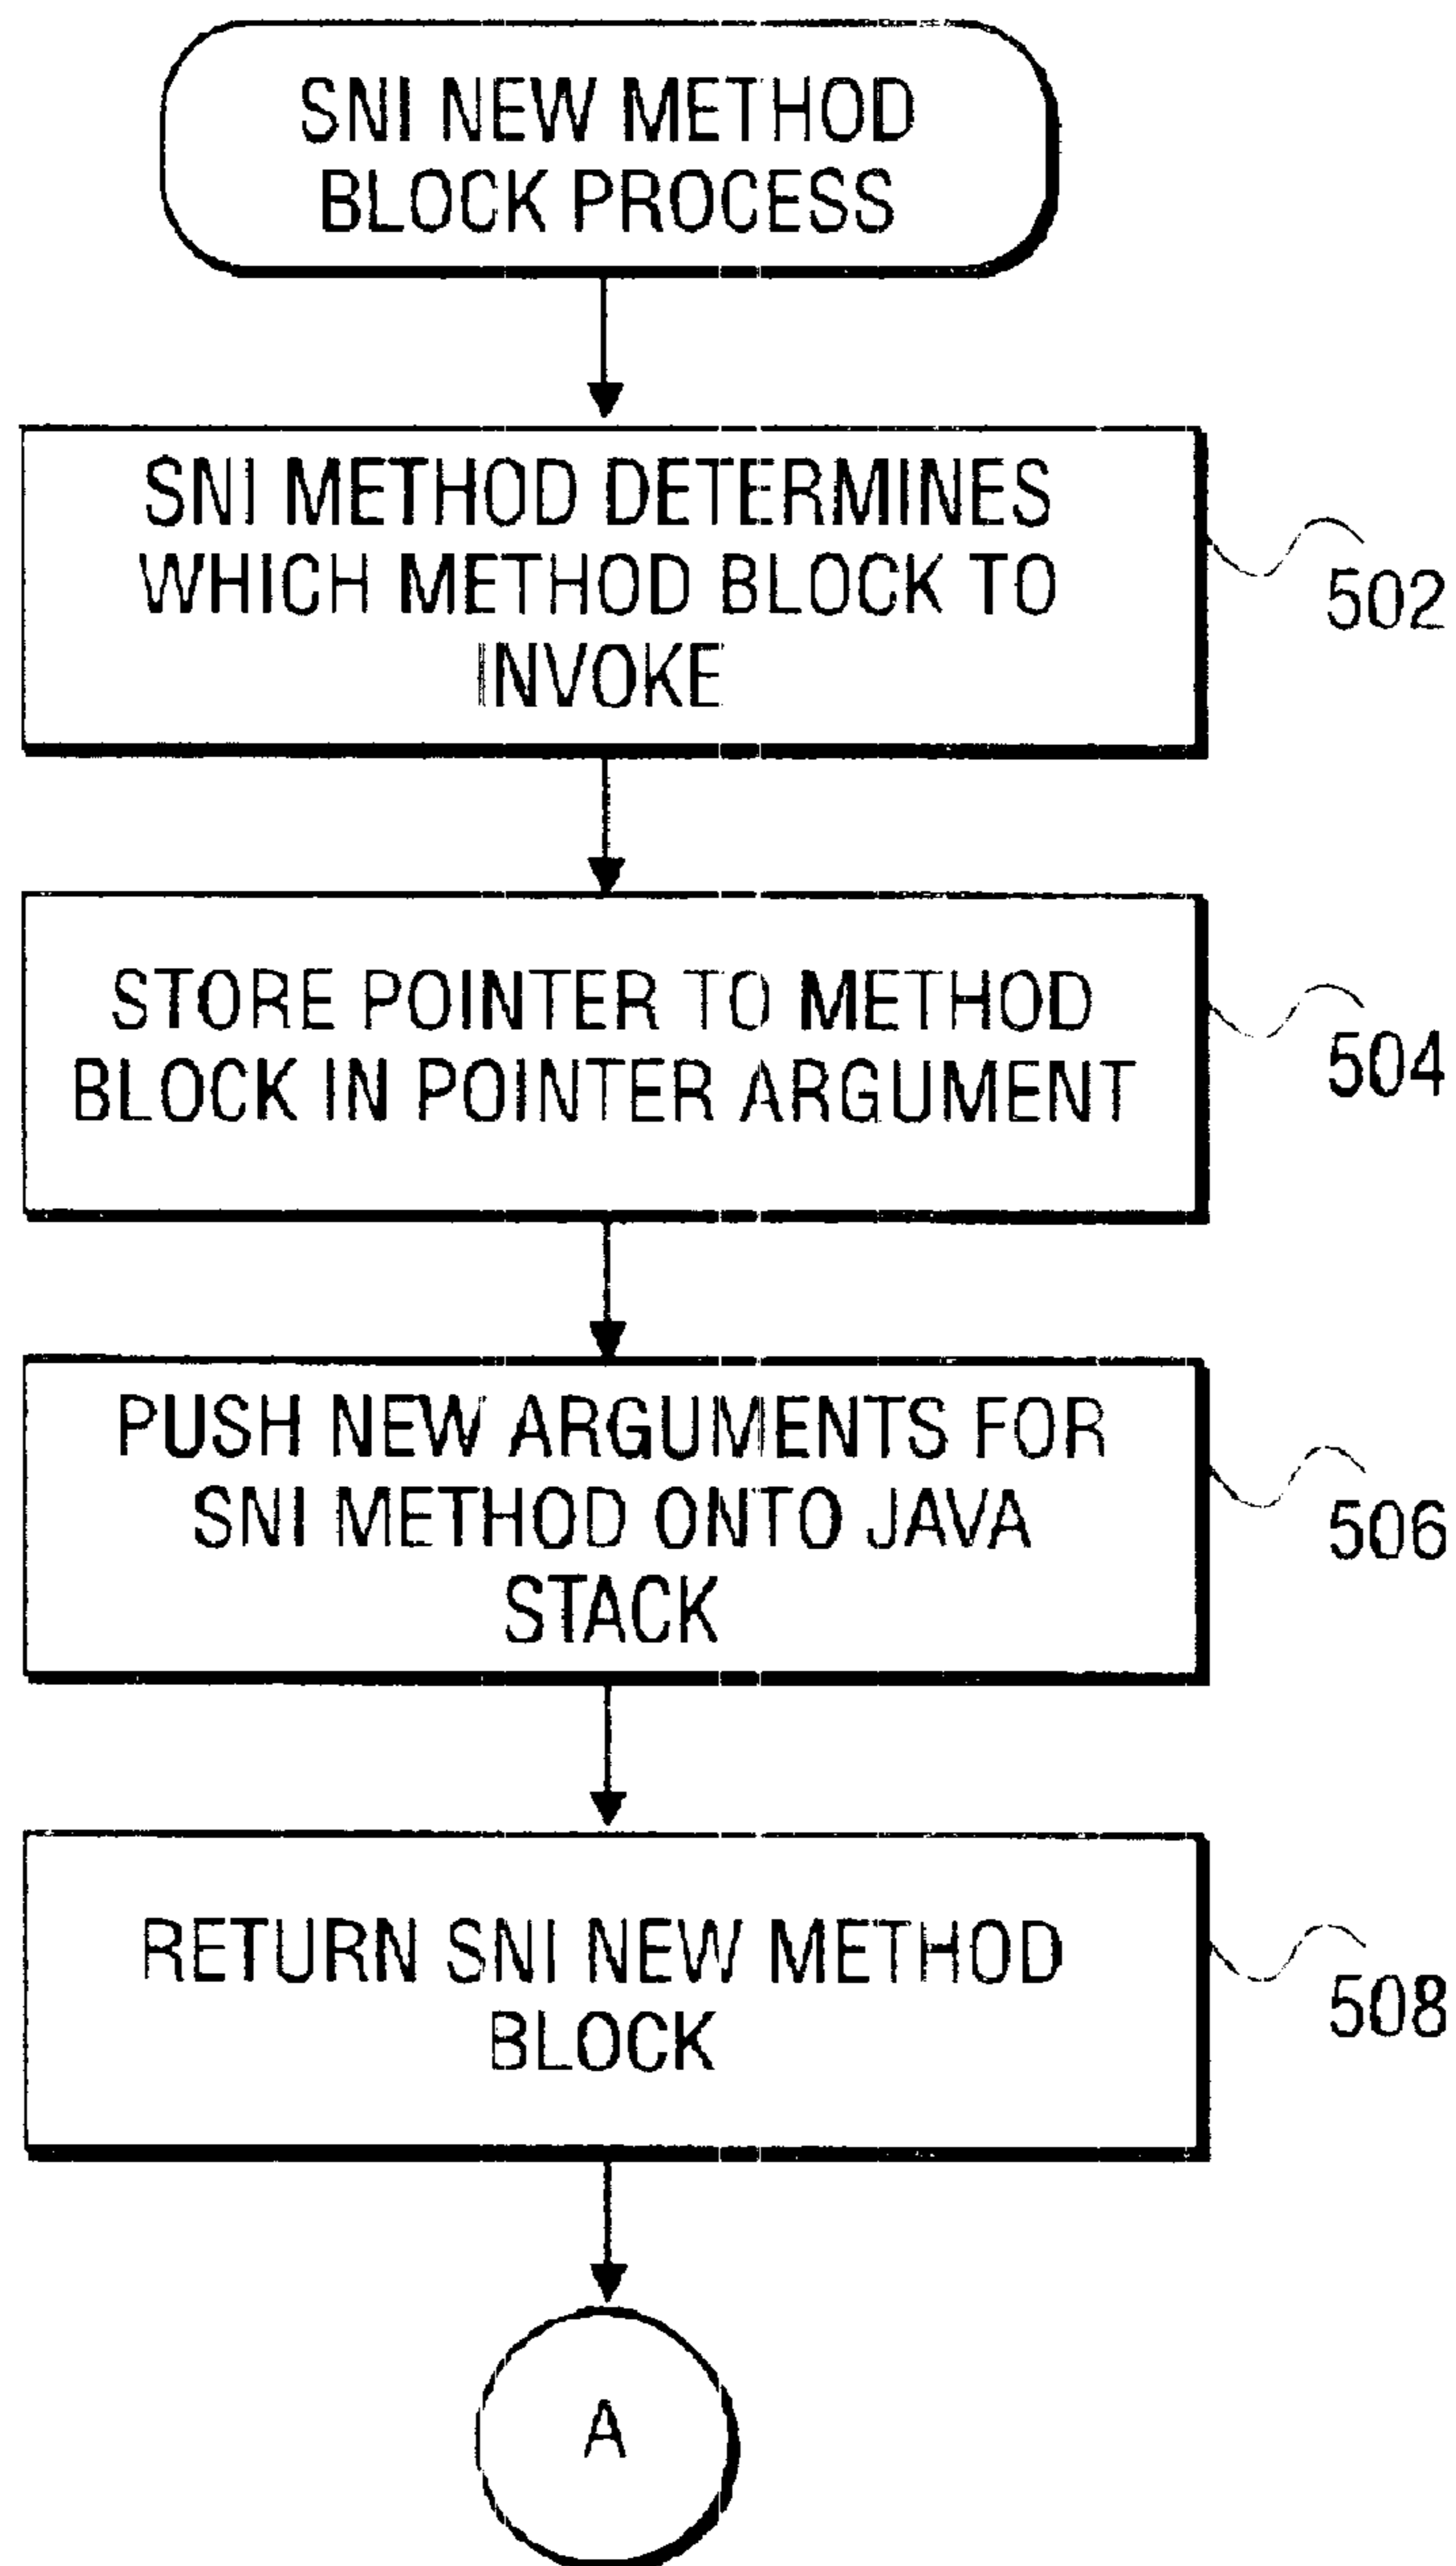 SNI NEW METHOD
BLOCK PROCESS
SNI METHOD DETERMINES
WHICH METHOD BLOCK TO
INVOKE
502
STORE POINTER TO METHOD
BLOCK IN POINTER ARGUMENT
504
PUSH NEW ARGUMENTS FOR
SNI METHOD ONTO JAVA
STACK
506
RETURN SNI NEW METHOD
BLOCK
508
A